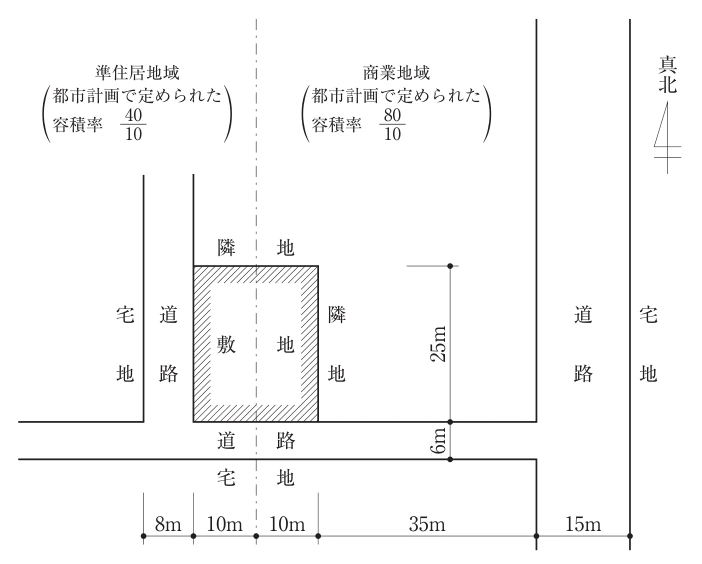 準住居地域
都市計画で定められた
容積率 40/10
商業地域
都市計画で定められた
容積率 80/10
真北
隣地
宅地
道路
敷地
隣地
25m
道路
宅地
道路
6m
宅地
8m 10m 10m 35m 15m